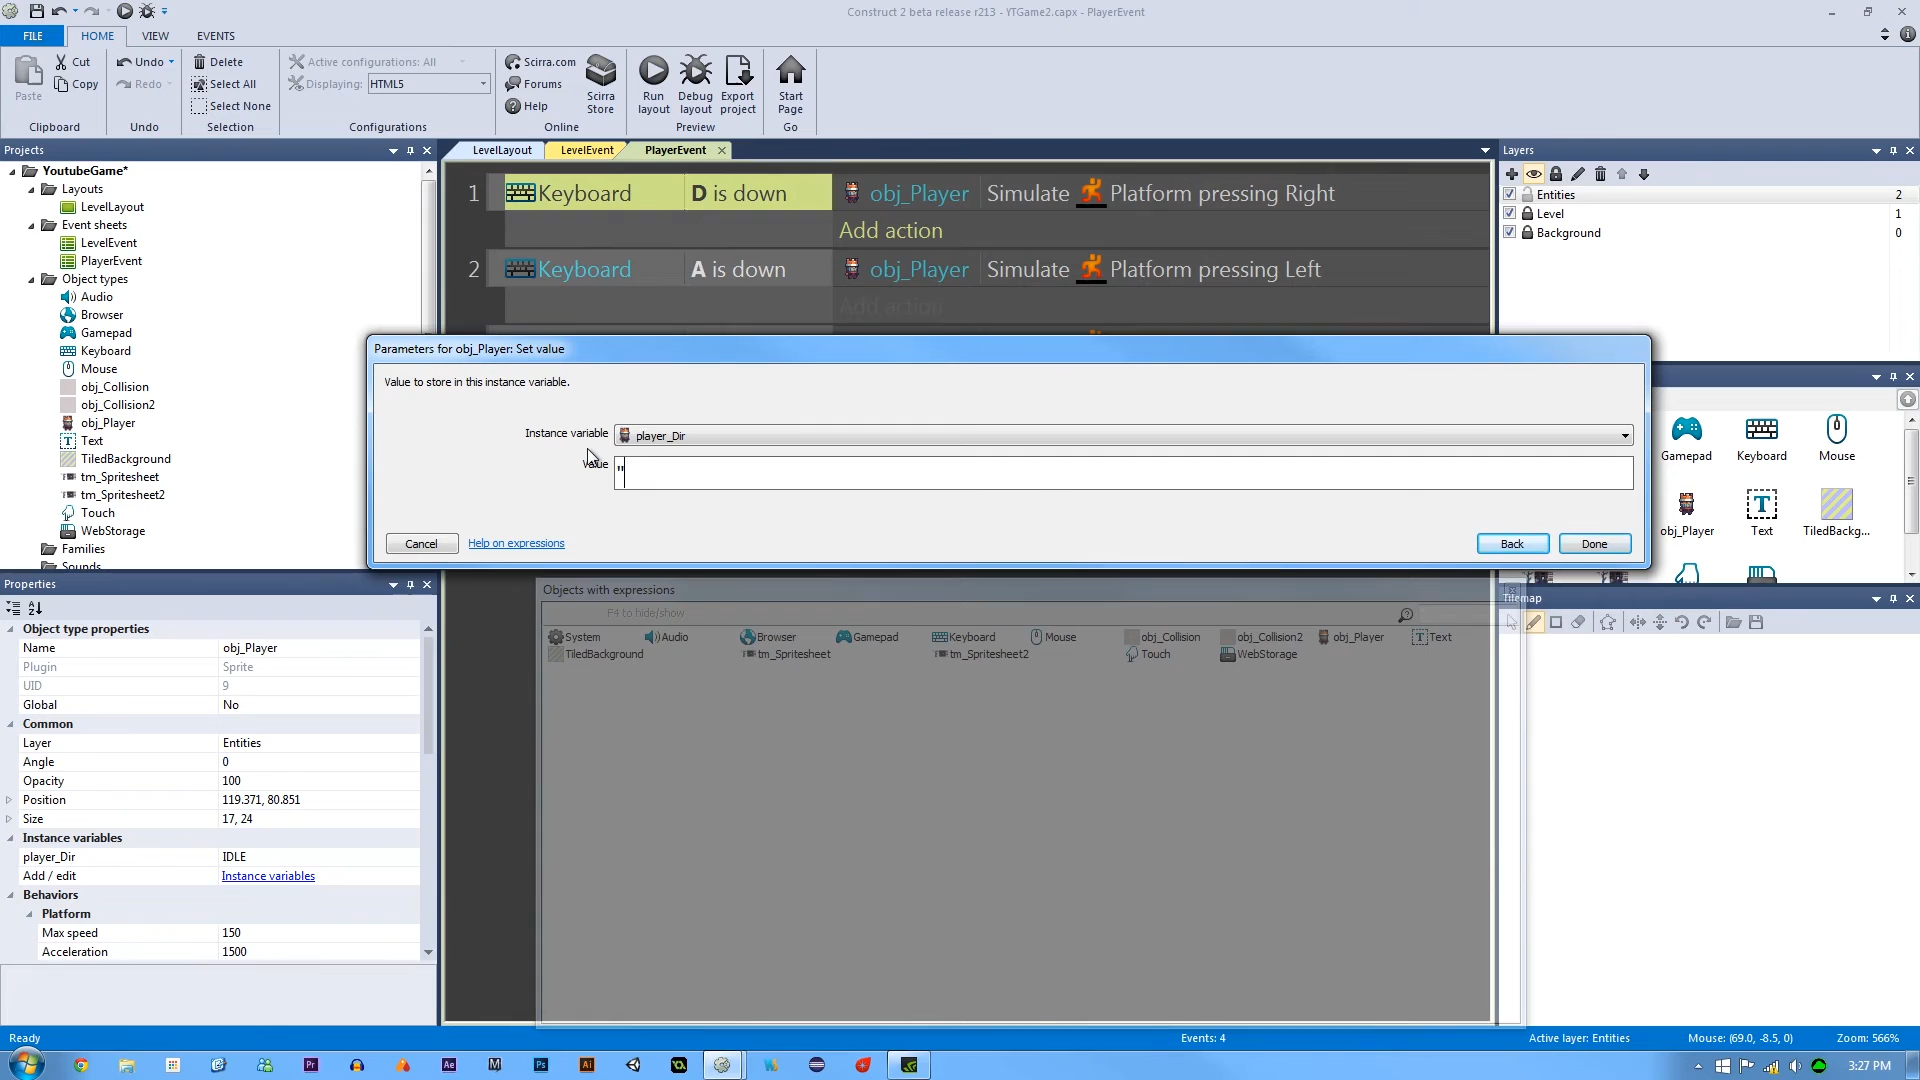 Construct 2 beta release r213 - YTGame2.capx - PlayerEvent
FILE HOME VIEW EVENTS
Paste Cut Copy
Clipboard
Undo Redo
Undo
Delete Select All Select None
Selection
Active configurations: All
Displaying: HTML5
Configurations
Scirra.com Forums Help Scirra Store
Online
Run layout Debug layout Export project
Preview
Start Page
Go
Projects
YoutubeGame*
Layouts
LevelLayout
Event sheets
LevelEvent
PlayerEvent
Object types
Audio
Browser
Gamepad
Keyboard
Mouse
obj_Collision
obj_Collision2
obj_Player
Text
TiledBackground
tm_Spritesheet
tm_Spritesheet2
Touch
WebStorage
Families
Sounds
Properties
Object type properties
Name obj_Player
Plugin Sprite
UID 9
Global No
Common
Layer Entities
Angle 0
Opacity 100
Position 119.371, 80.851
Size 17, 24
Instance variables
player_Dir IDLE
Add / edit Instance variables
Behaviors
Platform
Max speed 150
Acceleration 1500
LevelLayout LevelEvent PlayerEvent
1 Keyboard D is down obj_Player Simulate Platform pressing Right
Add action
2 Keyboard A is down obj_Player Simulate Platform pressing Left
Add action
Parameters for obj_Player: Set value
Value to store in this instance variable.
Instance variable player_Dir
Value "
Cancel Help on expressions Back Done
Objects with expressions
F4 to hide/show
System Audio Browser Gamepad Keyboard Mouse obj_Collision obj_Collision2 obj_Player Text
TiledBackground tm_Spritesheet tm_Spritesheet2 Touch WebStorage
Layers
Entities 2
Level 1
Background 0
Gamepad Keyboard Mouse
obj_Player Text TiledBackg...
Tilemap
Ready Events: 4 Active layer: Entities Mouse: (69.0, -8.5, 0) Zoom: 566%
Pr Ae M Ps Ai
3:27 PM